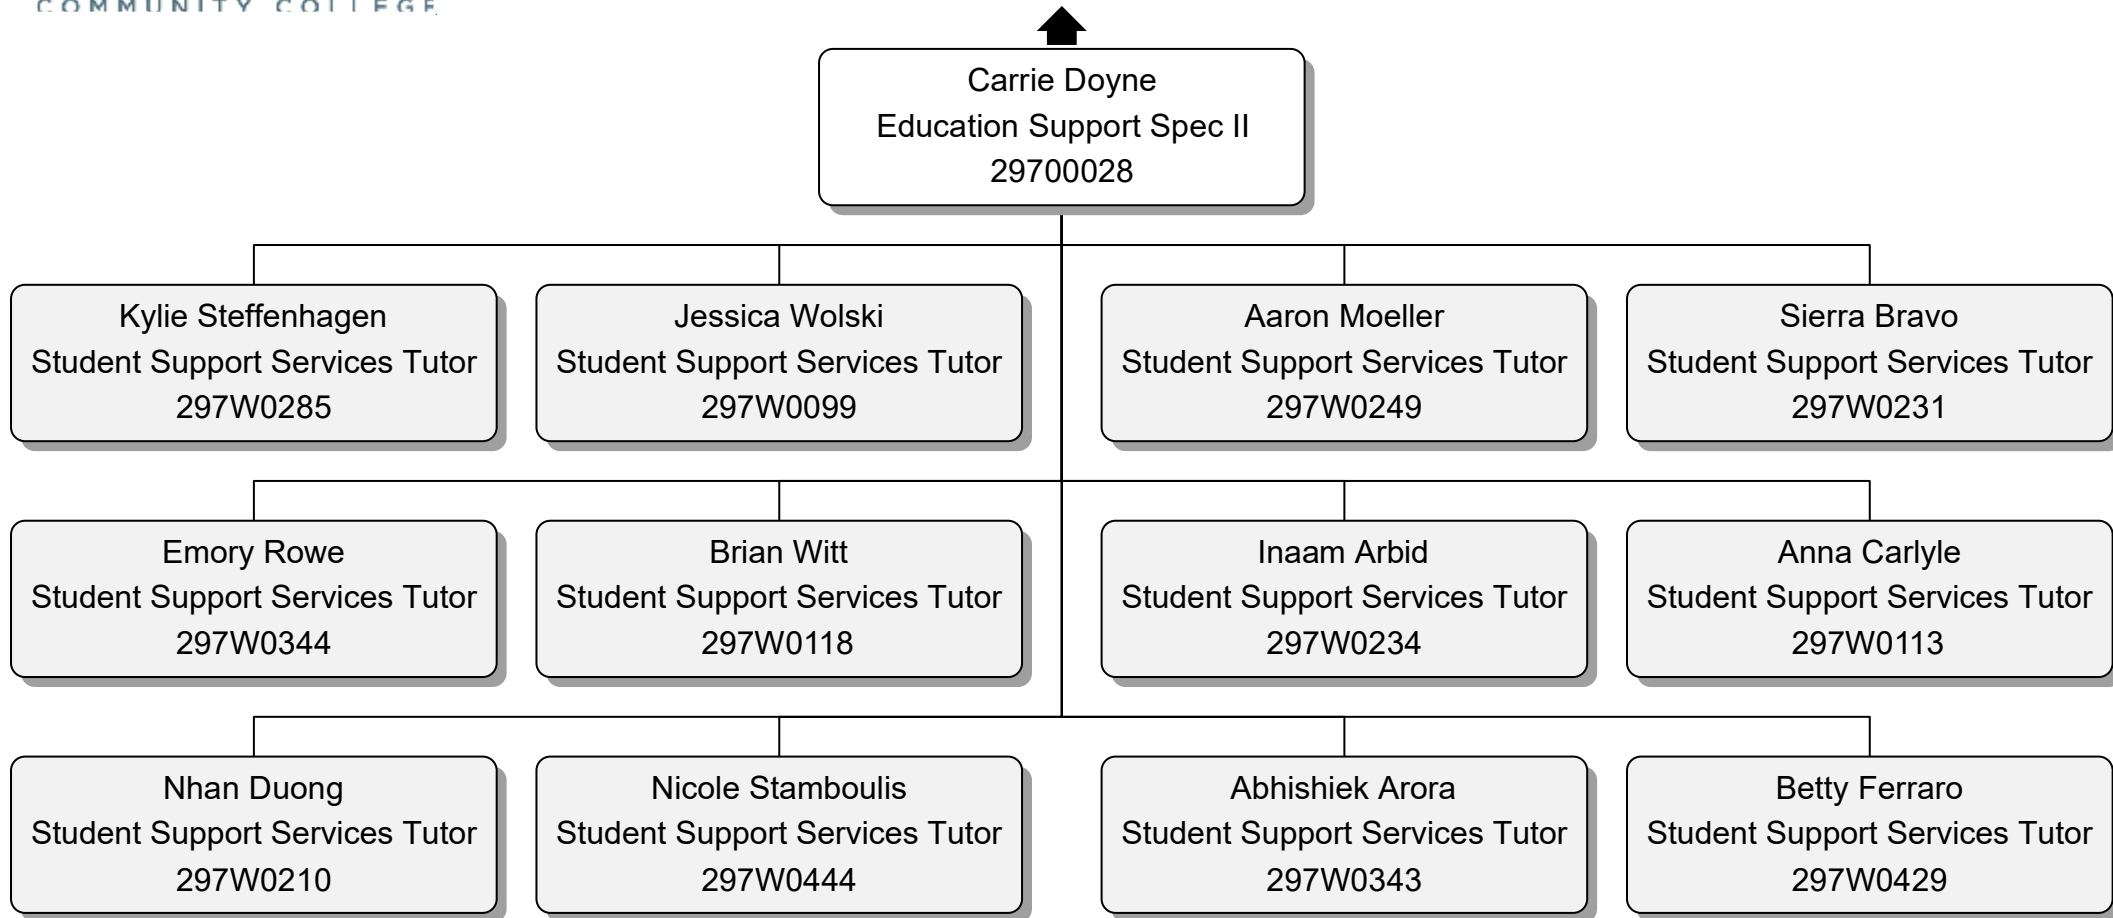 COMMUNITY COLLEGE
Carrie Doyne
Education Support Spec II
29700028
Kylie Steffenhagen
Student Support Services Tutor
297W0285
Jessica Wolski
Student Support Services Tutor
297W0099
Aaron Moeller
Student Support Services Tutor
297W0249
Sierra Bravo
Student Support Services Tutor
297W0231
Emory Rowe
Student Support Services Tutor
297W0344
Brian Witt
Student Support Services Tutor
297W0118
Inaam Arbid
Student Support Services Tutor
297W0234
Anna Carlyle
Student Support Services Tutor
297W0113
Nhan Duong
Student Support Services Tutor
297W0210
Nicole Stamboulis
Student Support Services Tutor
297W0444
Abhishiek Arora
Student Support Services Tutor
297W0343
Betty Ferraro
Student Support Services Tutor
297W0429